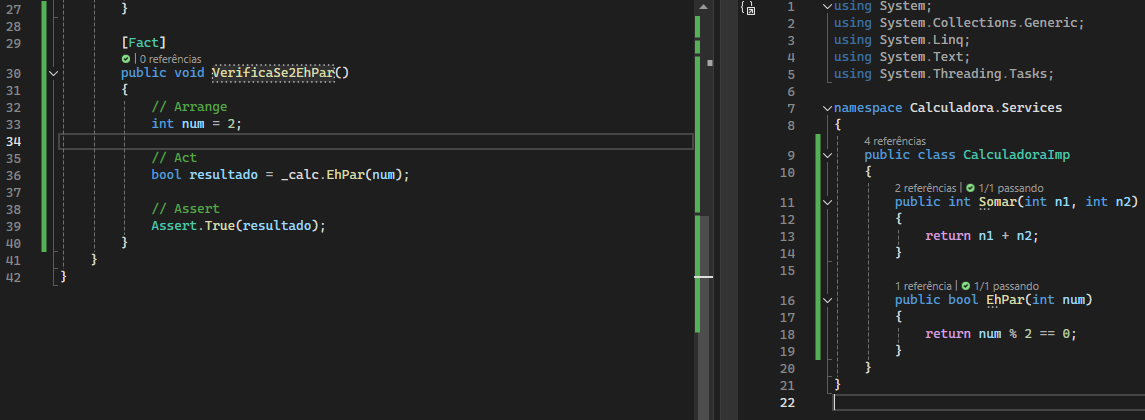 27 }
28
29 [Fact]
0 referências
30 public void VerificaSe2EhPar()
31 {
32 // Arrange
33 int num = 2;
34
35 // Act
36 bool resultado = _calc.EhPar(num);
37
38 // Assert
39 Assert.True(resultado);
40 }
41 }
42 }
1 using System;
2 using System.Collections.Generic;
3 using System.Linq;
4 using System.Text;
5 using System.Threading.Tasks;
6
7 namespace Calculadora.Services
8 {
4 referências
9 public class CalculadoraImp
10 {
2 referências | 1/1 passando
11 public int Somar(int n1, int n2)
12 {
13 return n1 + n2;
14 }
15
1 referência | 1/1 passando
16 public bool EhPar(int num)
17 {
18 return num % 2 == 0;
19 }
20 }
21 }
22